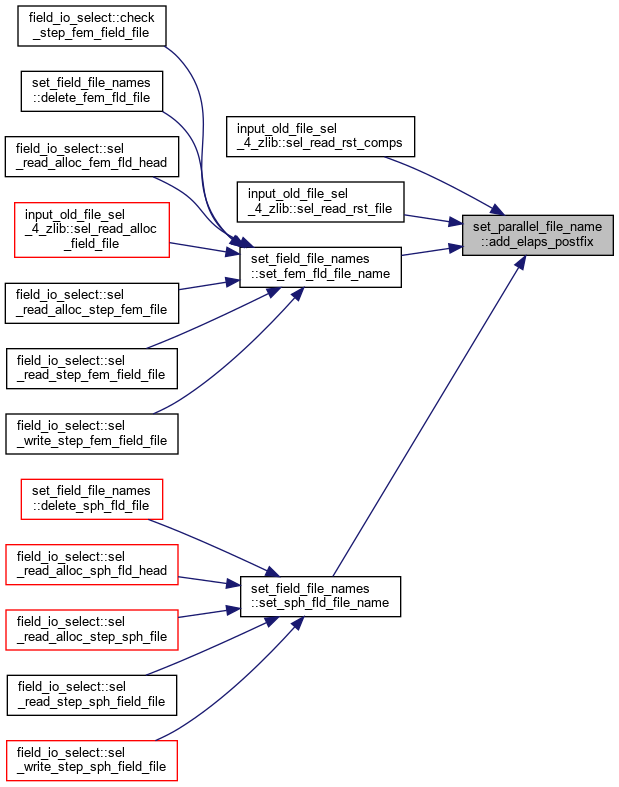 field_io_select::check
_step_fem_field_file
set_field_file_names
::delete_fem_fld_file
field_io_select::sel
_read_alloc_fem_fld_head
input_old_file_sel
_4_zlib::sel_read_alloc
_field_file
field_io_select::sel
_read_alloc_step_fem_file
field_io_select::sel
_read_step_fem_field_file
field_io_select::sel
_write_step_fem_field_file
set_field_file_names
::delete_sph_fld_file
field_io_select::sel
_read_alloc_sph_fld_head
field_io_select::sel
_read_alloc_step_sph_file
field_io_select::sel
_read_step_sph_field_file
field_io_select::sel
_write_step_sph_field_file
input_old_file_sel
_4_zlib::sel_read_rst_comps
input_old_file_sel
_4_zlib::sel_read_rst_file
set_field_file_names
::set_fem_fld_file_name
set_field_file_names
::set_sph_fld_file_name
set_parallel_file_name
::add_elaps_postfix